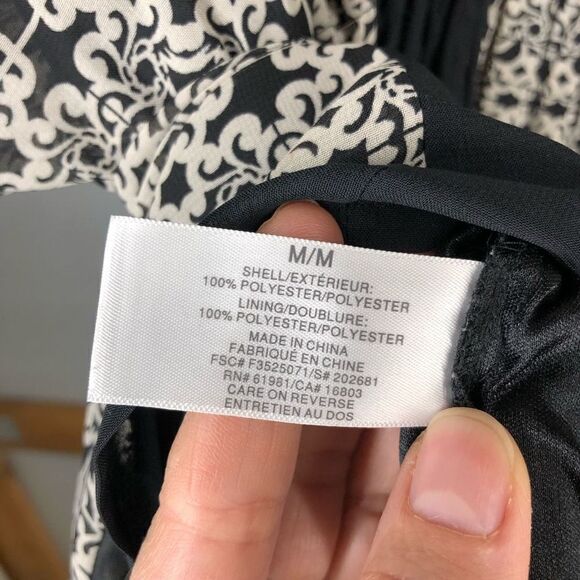 M/M
SHELL/EXTÉRIEUR:
100% POLYESTER/POLYESTER
LINING/DOUBLURE:
100% POLYESTER/POLYESTER
MADE IN CHINA
FABRIQUÉ EN CHINE
FSC# F3525071/S# 202681
RN# 61981/CA# 16803
CARE ON REVERSE
ENTRETIEN AU DOS